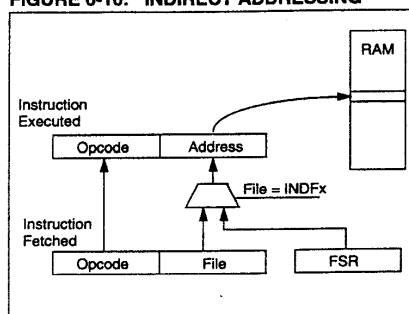 FIGURE 6-10: INDIRECT ADDRESSING
RAM
Instruction
Executed
Opcode Address
File = INDFx
Instruction
Fetched
Opcode File FSR